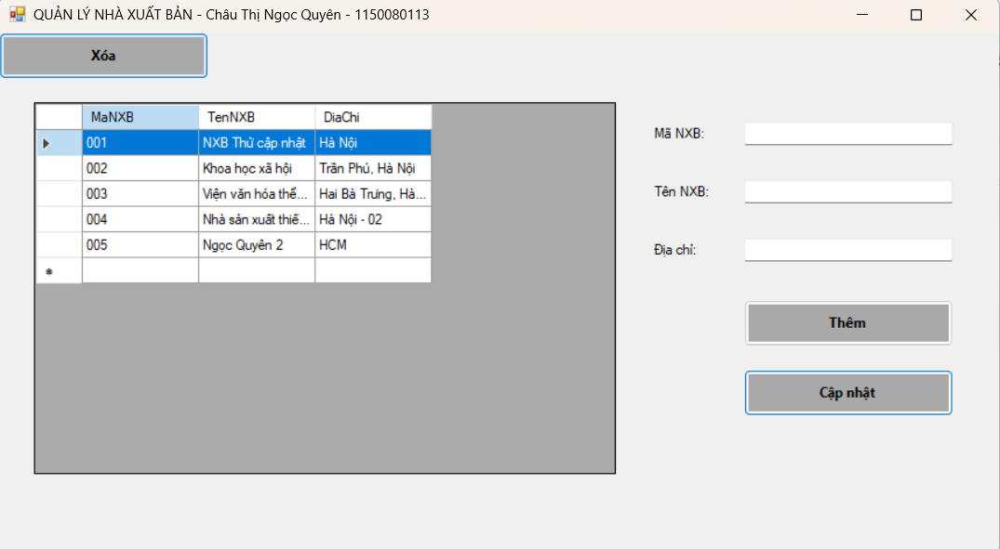 QUẢN LÝ NHÀ XUẤT BẢN - Châu Thị Ngọc Quyên - 1150080113
Xóa
MaNXB TenNXB DiaChi
001 NXB Thử cập nhật Hà Nội
002 Khoa học xã hội Trần Phú, Hà Nội
003 Viện văn hóa thể... Hai Bà Trưng, Hà...
004 Nhà sản xuất thiế... Hà Nội - 02
005 Ngọc Quyên 2 HCM
Mã NXB:
Tên NXB:
Địa chỉ:
Thêm
Cập nhật